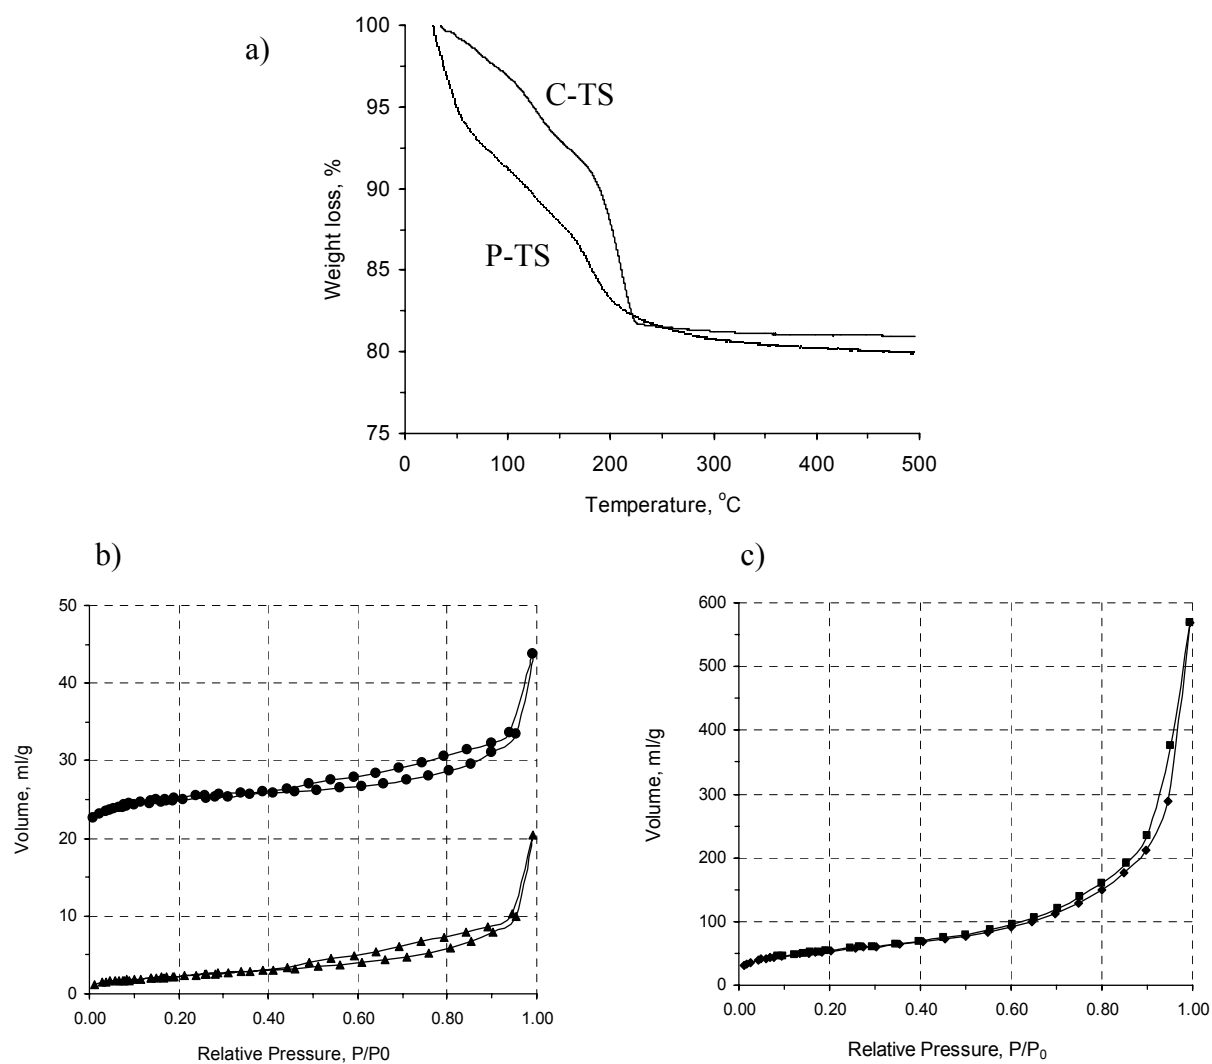 a)
100
95
90
85
80
75
Weight loss, %
C-TS
P-TS
0 100 200 300 400 500
Temperature, °C
b)
50
40
30
20
10
0
Volume, ml/g
0.00 0.20 0.40 0.60 0.80 1.00
Relative Pressure, P/P0
c)
600
500
400
300
200
100
0
Volume, ml/g
0.00 0.20 0.40 0.60 0.80 1.00
Relative Pressure, P/P₀